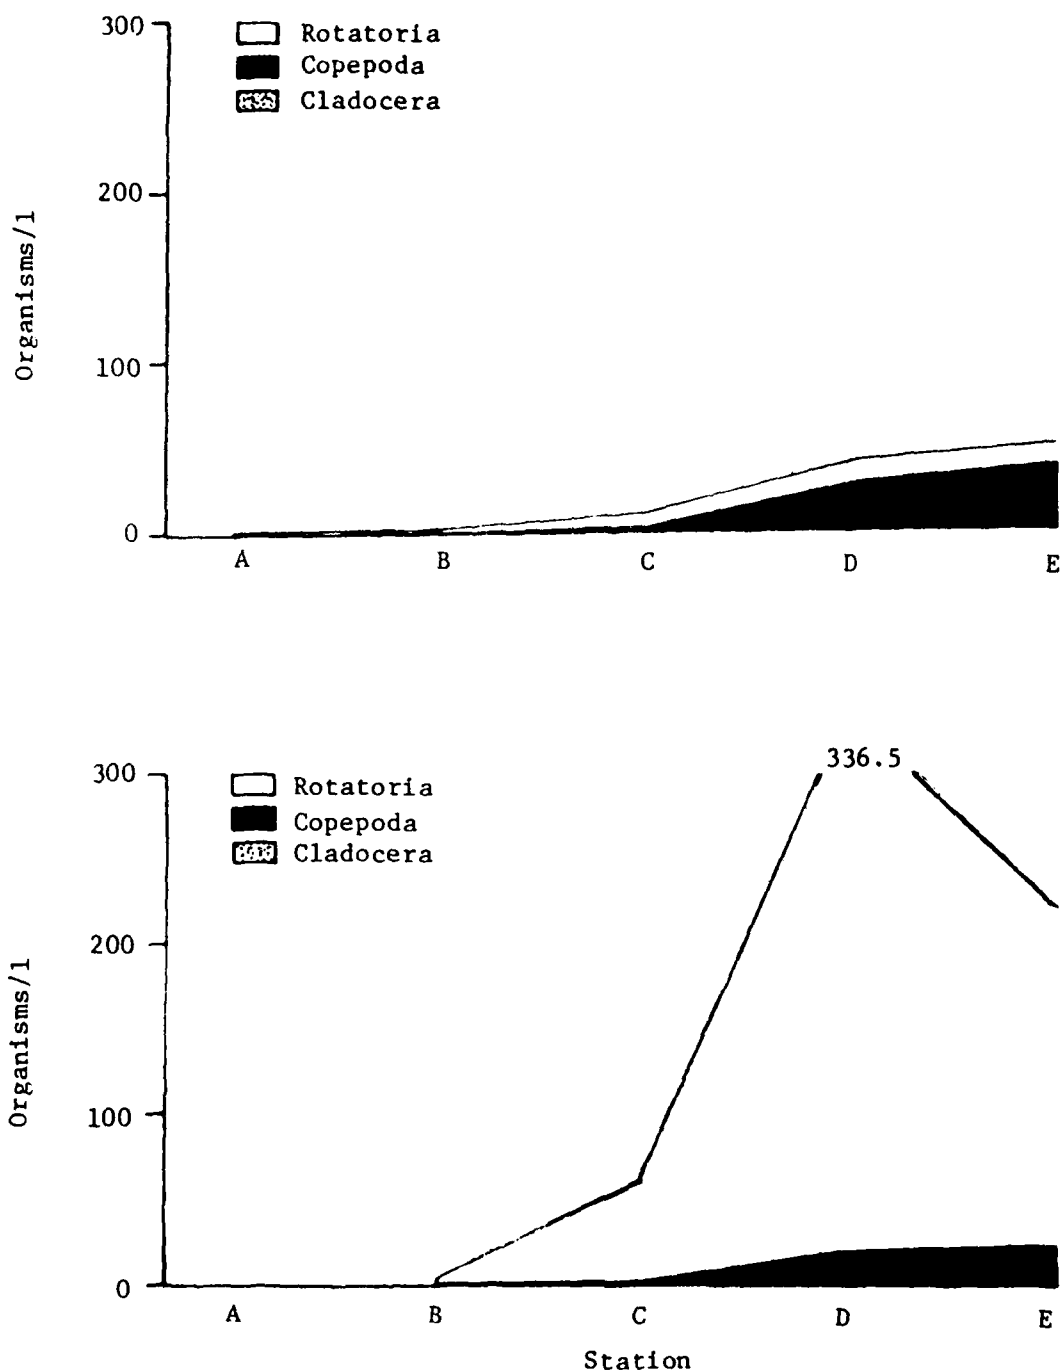 300
Rotatoria
Copepoda
Cladocera
200
Organisms/l
100
0
A B C D E
336.5
300
Rotatoria
Copepoda
Cladocera
200
Organisms/l
100
0
A B C D E
Station